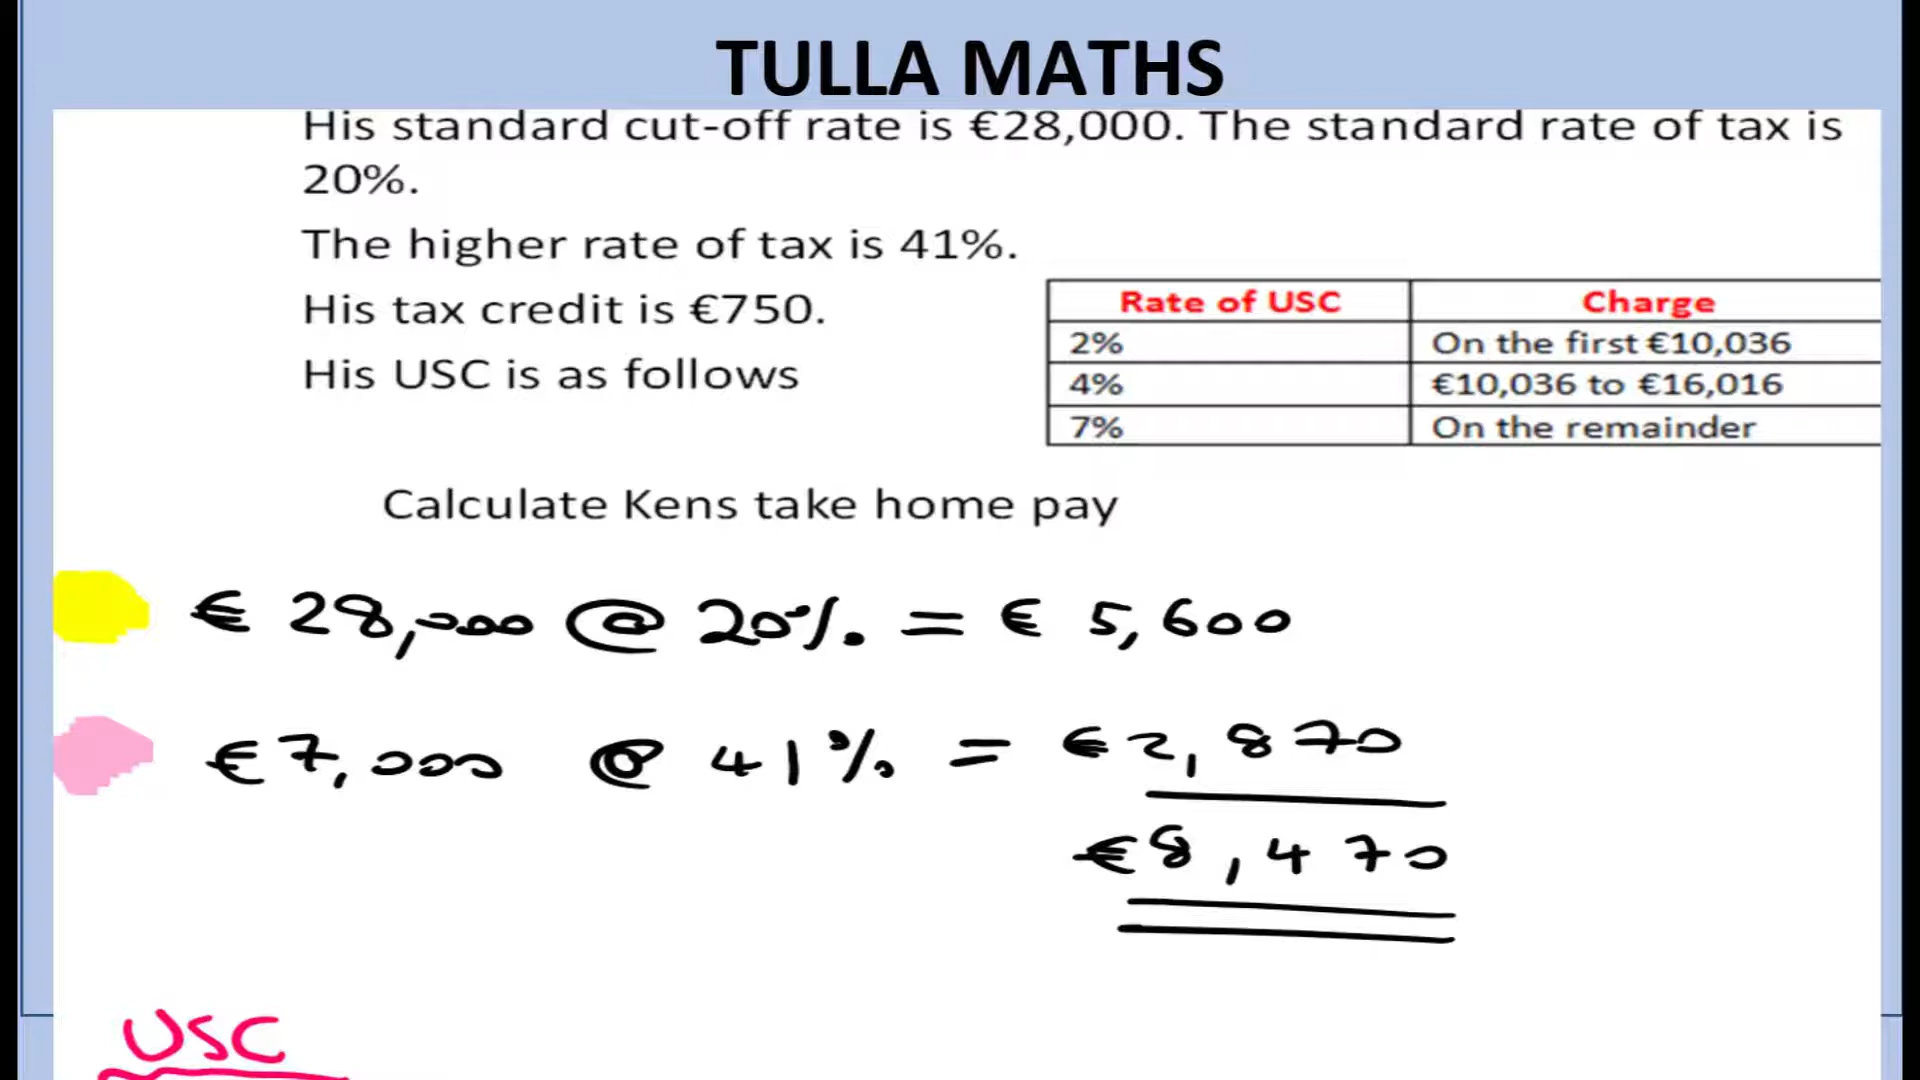 TULLA MATHS
His standard cut-off rate is €28,000. The standard rate of tax is
20%.
The higher rate of tax is 41%.
His tax credit is €750.
His USC is as follows
Rate of USC Charge
2% On the first €10,036
4% €10,036 to €16,016
7% On the remainder
Calculate Kens take home pay
€ 28,000 @ 20% = € 5,600
€7,000 @ 41% = €2,870
€8,470
USC